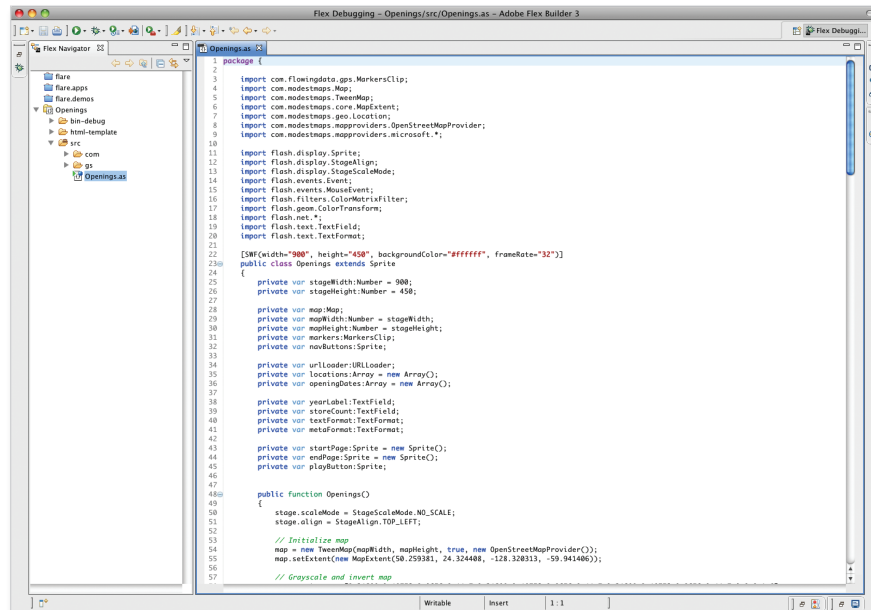 Flex Debugging – Openings/src/Openings.as – Adobe Flex Builder 3
Flex Debuggi...
Flex Navigator
flare
flare.apps
flare.demos
Openings
bin-debug
html-template
src
com
gs
Openings.as
Openings.as
1 package {
2
3 import com.flowingdata.gps.MarkersClip;
4 import com.modestmaps.Map;
5 import com.modestmaps.TweenMap;
6 import com.modestmaps.core.MapExtent;
7 import com.modestmaps.geo.Location;
8 import com.modestmaps.mapproviders.OpenStreetMapProvider;
9 import com.modestmaps.mapproviders.microsoft.*;
10
11 import flash.display.Sprite;
12 import flash.display.StageAlign;
13 import flash.display.StageScaleMode;
14 import flash.events.Event;
15 import flash.events.MouseEvent;
16 import flash.filters.ColorMatrixFilter;
17 import flash.geom.ColorTransform;
18 import flash.net.*;
19 import flash.text.TextField;
20 import flash.text.TextFormat;
21
22 [SWF(width="900", height="450", backgroundColor="#ffffff", frameRate="32")]
23 public class Openings extends Sprite
24 {
25 private var stageWidth:Number = 900;
26 private var stageHeight:Number = 450;
27
28 private var map:Map;
29 private var mapWidth:Number = stageWidth;
30 private var mapHeight:Number = stageHeight;
31 private var markers:MarkersClip;
32 private var navButtons:Sprite;
33
34 private var urlLoader:URLLoader;
35 private var locations:Array = new Array();
36 private var openingDates:Array = new Array();
37
38 private var yearLabel:TextField;
39 private var storeCount:TextField;
40 private var textFormat:TextFormat;
41 private var metaFormat:TextFormat;
42
43 private var startPage:Sprite = new Sprite();
44 private var endPage:Sprite = new Sprite();
45 private var playButton:Sprite;
46
47
48 public function Openings()
49 {
50 stage.scaleMode = StageScaleMode.NO_SCALE;
51 stage.align = StageAlign.TOP_LEFT;
52
53 // Initialize map
54 map = new TweenMap(mapWidth, mapHeight, true, new OpenStreetMapProvider());
55 map.setExtent(new MapExtent(50.259381, 24.324408, -128.320313, -59.941406));
56
57 // Grayscale and invert map
Writable
Insert
1 : 1